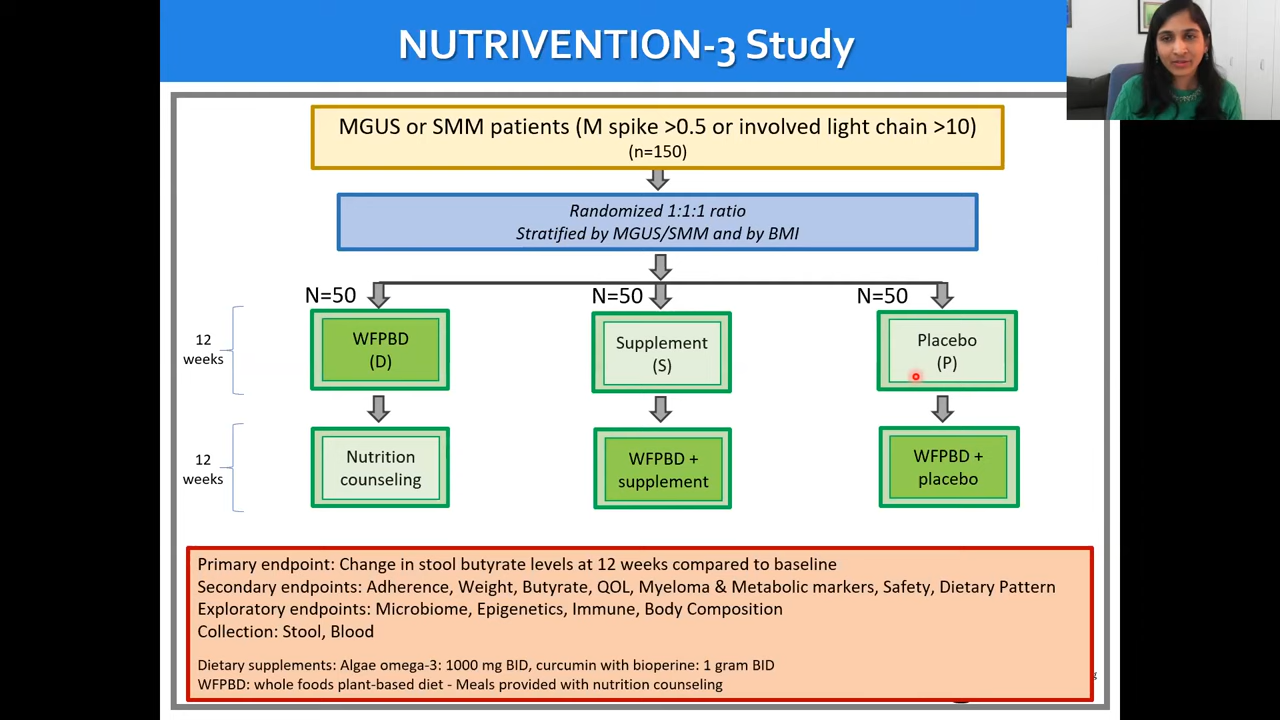 NUTRIVENTION-3 Study
MGUS or SMM patients (M spike >0.5 or involved light chain >10)
(n=150)
Randomized 1:1:1 ratio
Stratified by MGUS/SMM and by BMI
N=50
N=50
N=50
12
weeks
WFPBD
(D)
Supplement
(S)
Placebo
(P)
12
weeks
Nutrition
counseling
WFPBD +
supplement
WFPBD +
placebo
Primary endpoint: Change in stool butyrate levels at 12 weeks compared to baseline
Secondary endpoints: Adherence, Weight, Butyrate, QOL, Myeloma & Metabolic markers, Safety, Dietary Pattern
Exploratory endpoints: Microbiome, Epigenetics, Immune, Body Composition
Collection: Stool, Blood
Dietary supplements: Algae omega-3: 1000 mg BID, curcumin with bioperine: 1 gram BID
WFPBD: whole foods plant-based diet - Meals provided with nutrition counseling